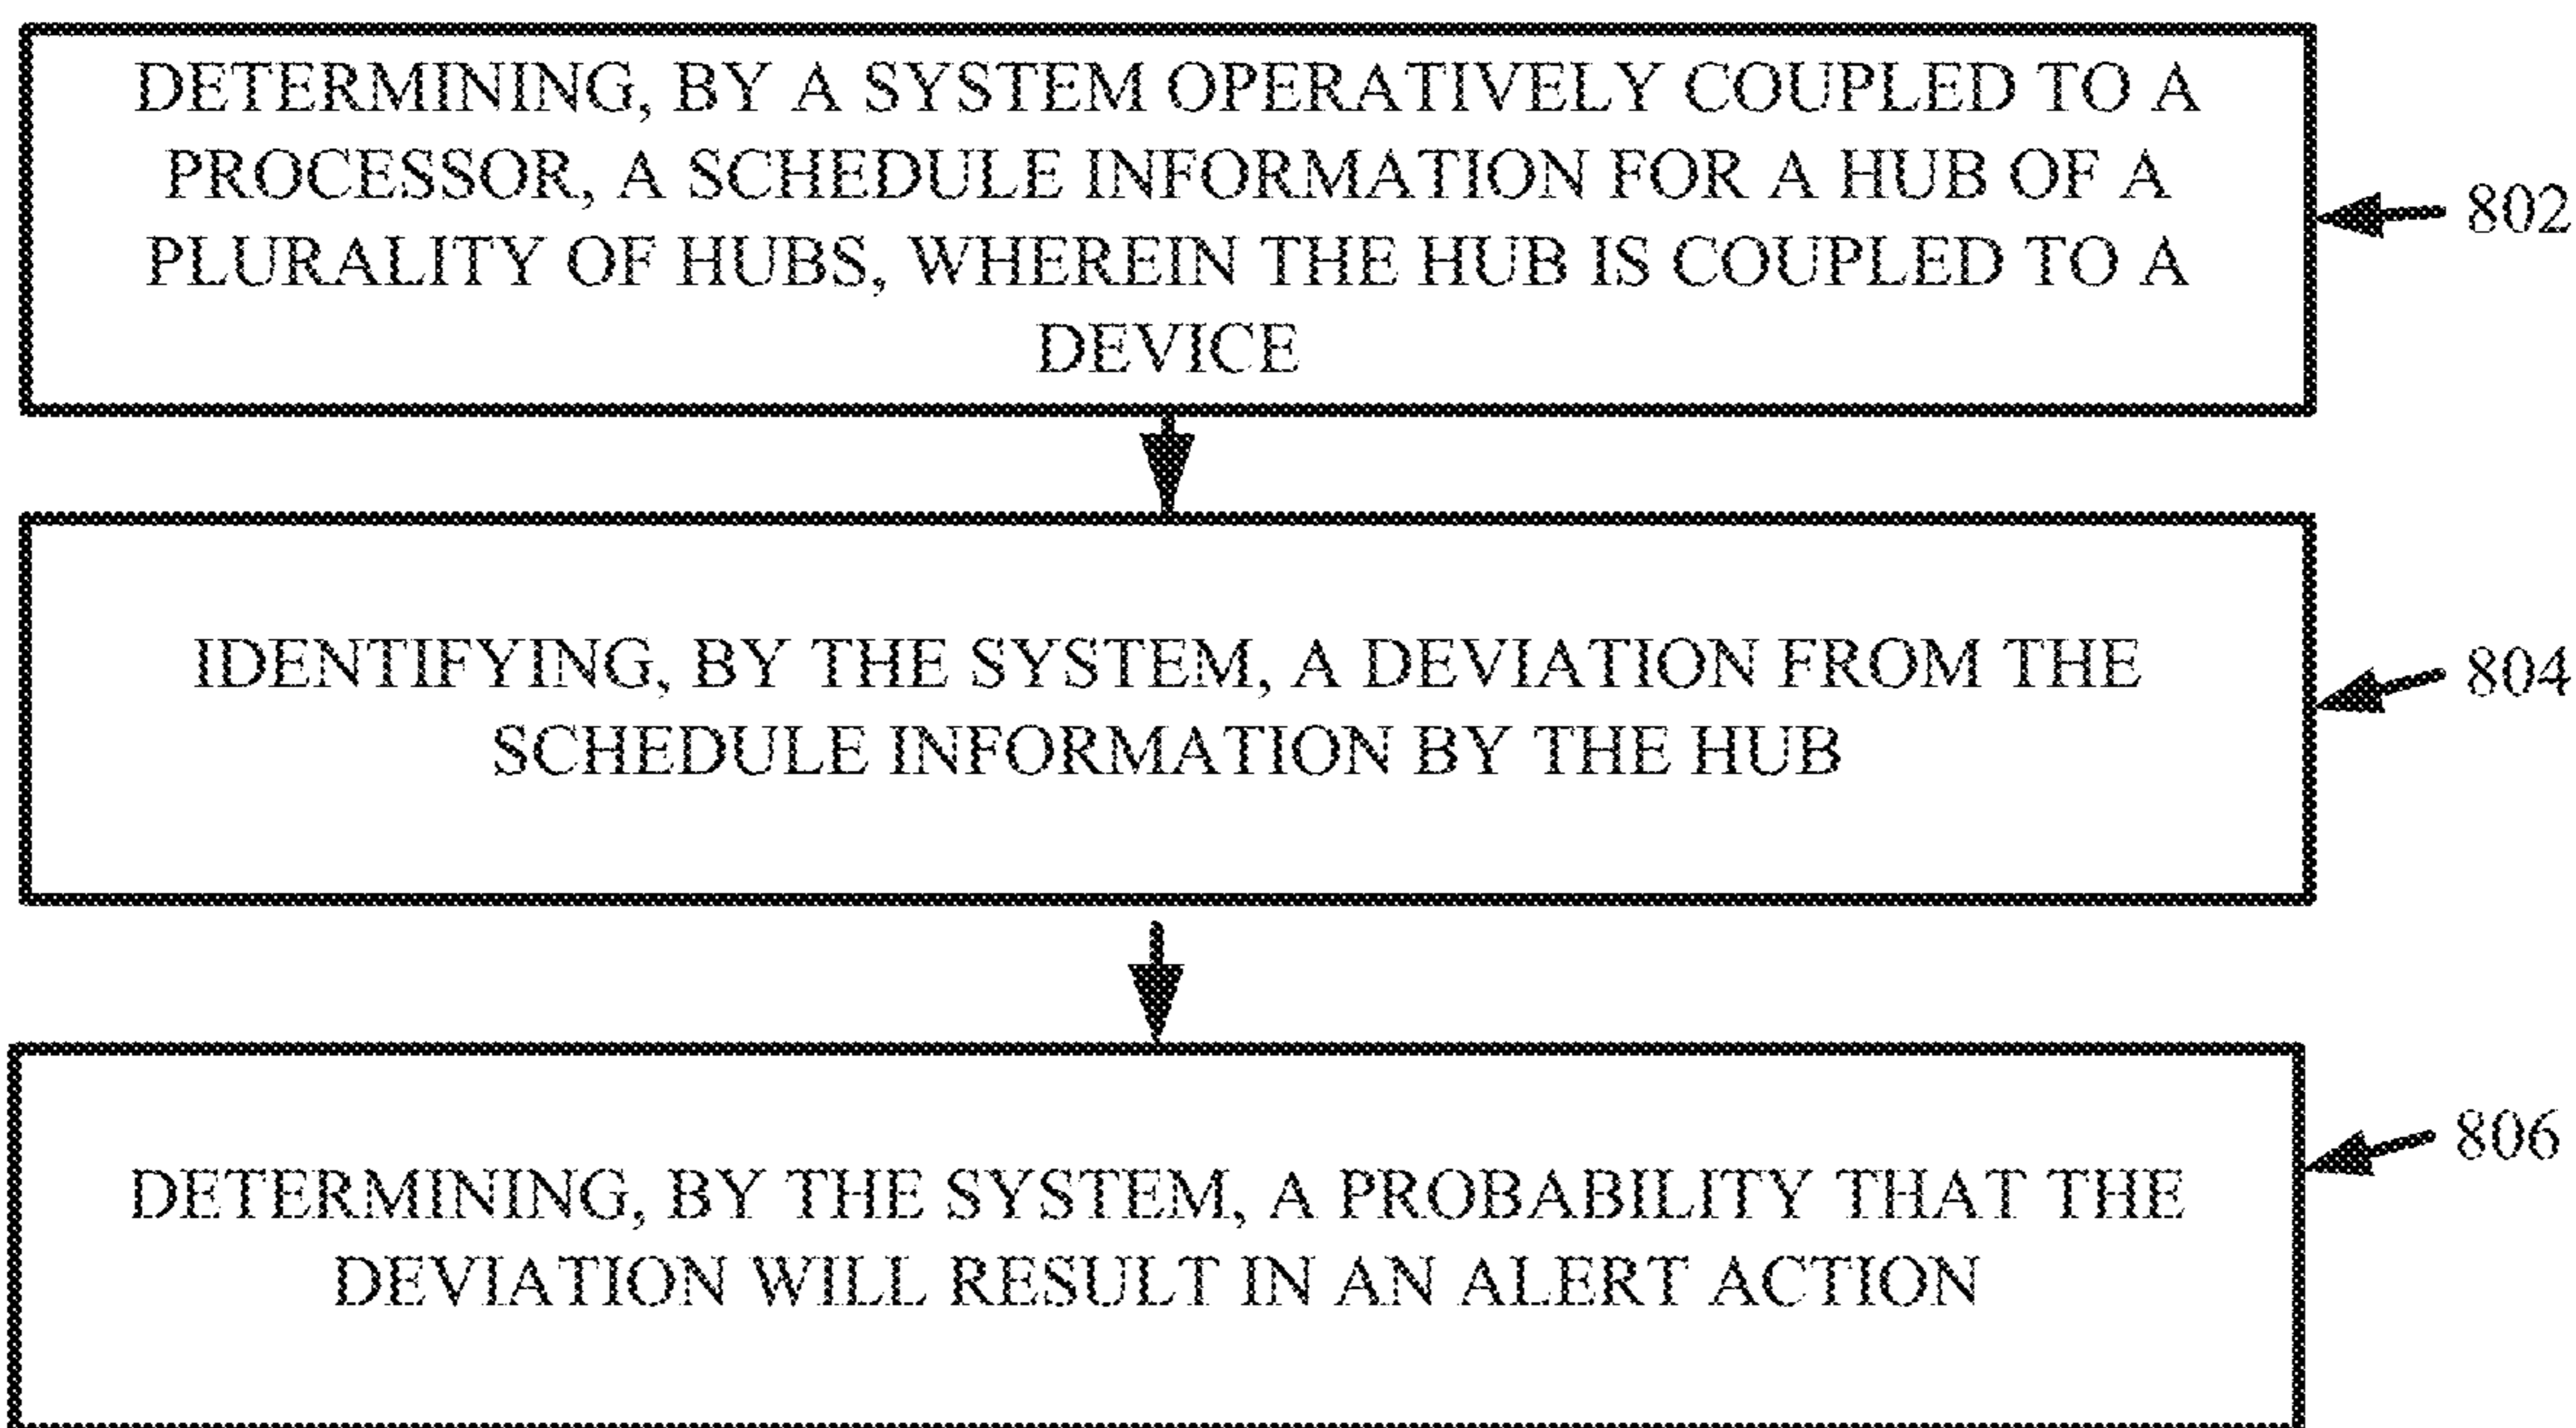 DETERMINING, BY A SYSTEM OPERATIVELY COUPLED TO A
PROCESSOR, A SCHEDULE INFORMATION FOR A HUB OF A
PLURALITY OF HUBS, WHEREIN THE HUB IS COUPLED TO A
DEVICE
802
IDENTIFYING, BY THE SYSTEM, A DEVIATION FROM THE
SCHEDULE INFORMATION BY THE HUB
804
DETERMINING, BY THE SYSTEM, A PROBABILITY THAT THE
DEVIATION WILL RESULT IN AN ALERT ACTION
806